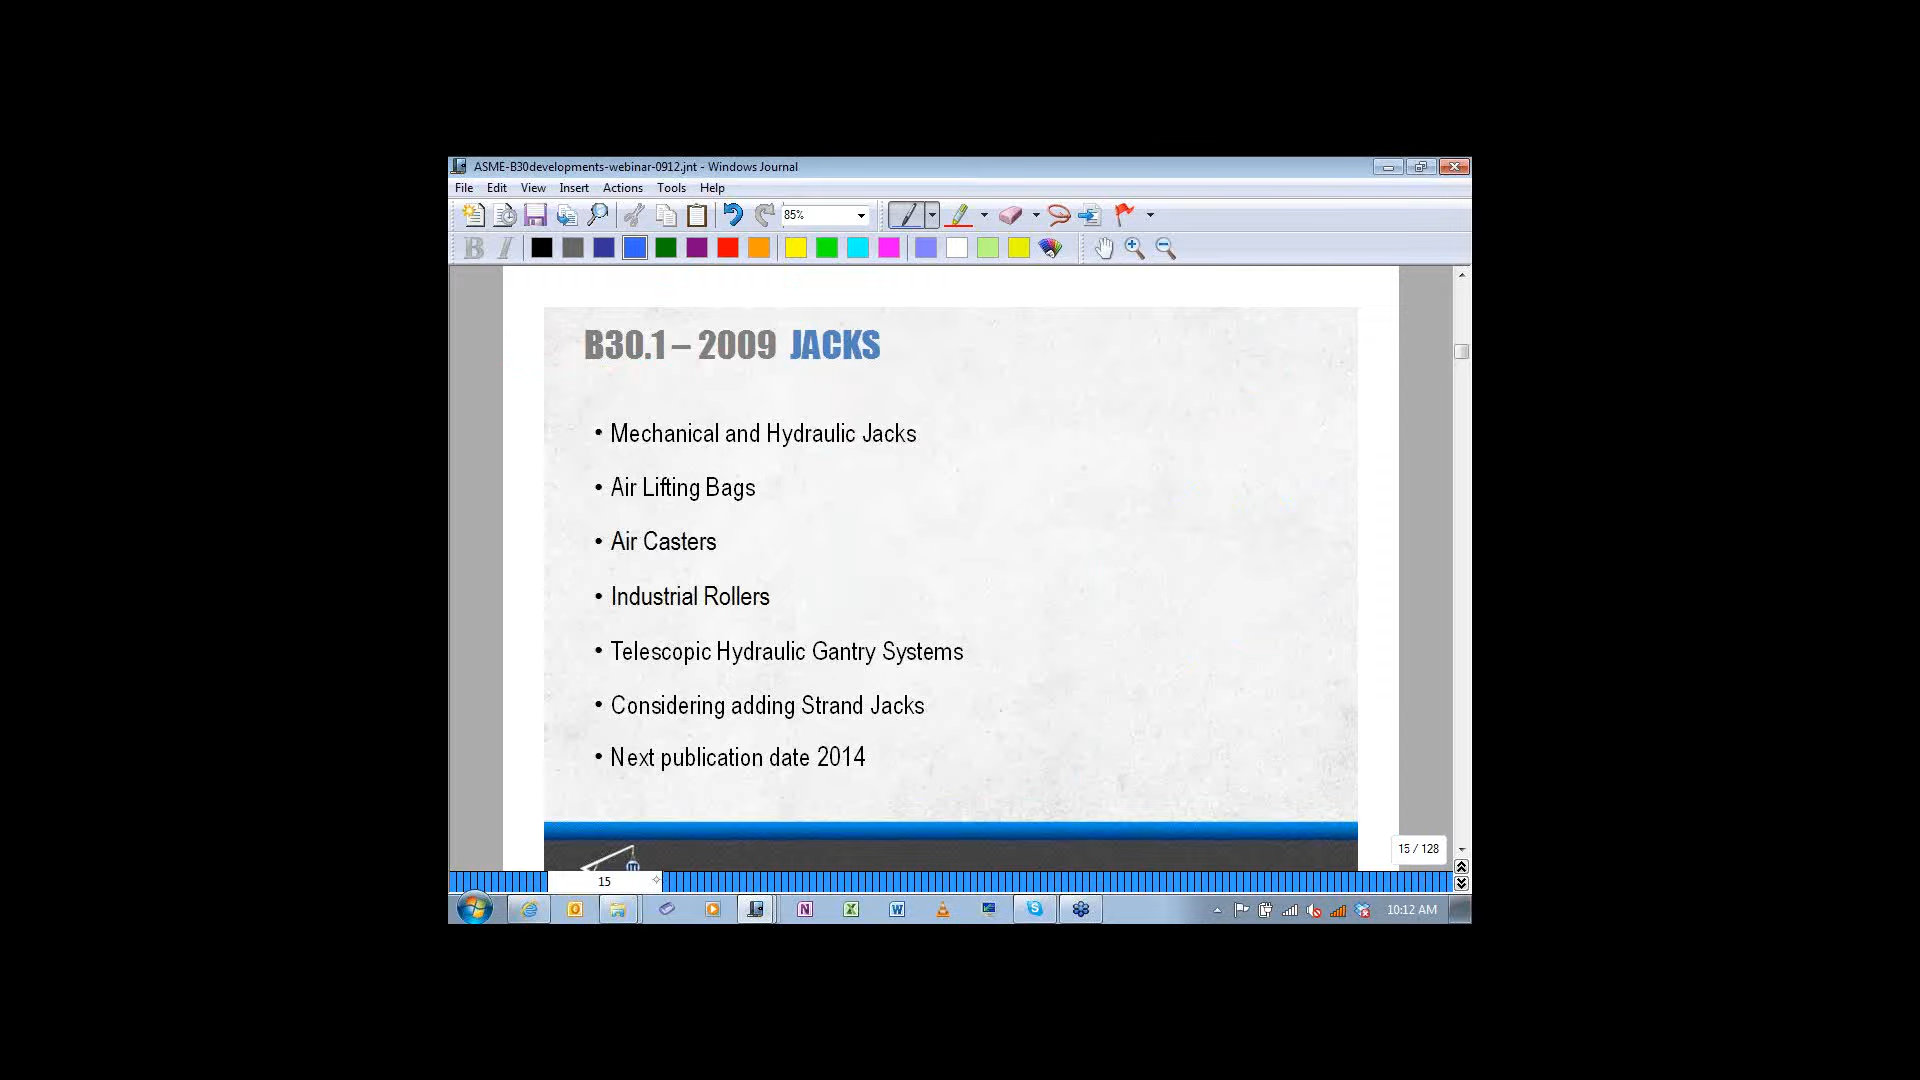 ASME-B30developments-webinar-0912.jnt - Windows Journal
File Edit View Insert Actions Tools Help
85%
B I
B30.1 – 2009 JACKS
• Mechanical and Hydraulic Jacks
• Air Lifting Bags
• Air Casters
• Industrial Rollers
• Telescopic Hydraulic Gantry Systems
• Considering adding Strand Jacks
• Next publication date 2014
15 / 128
15
10:12 AM